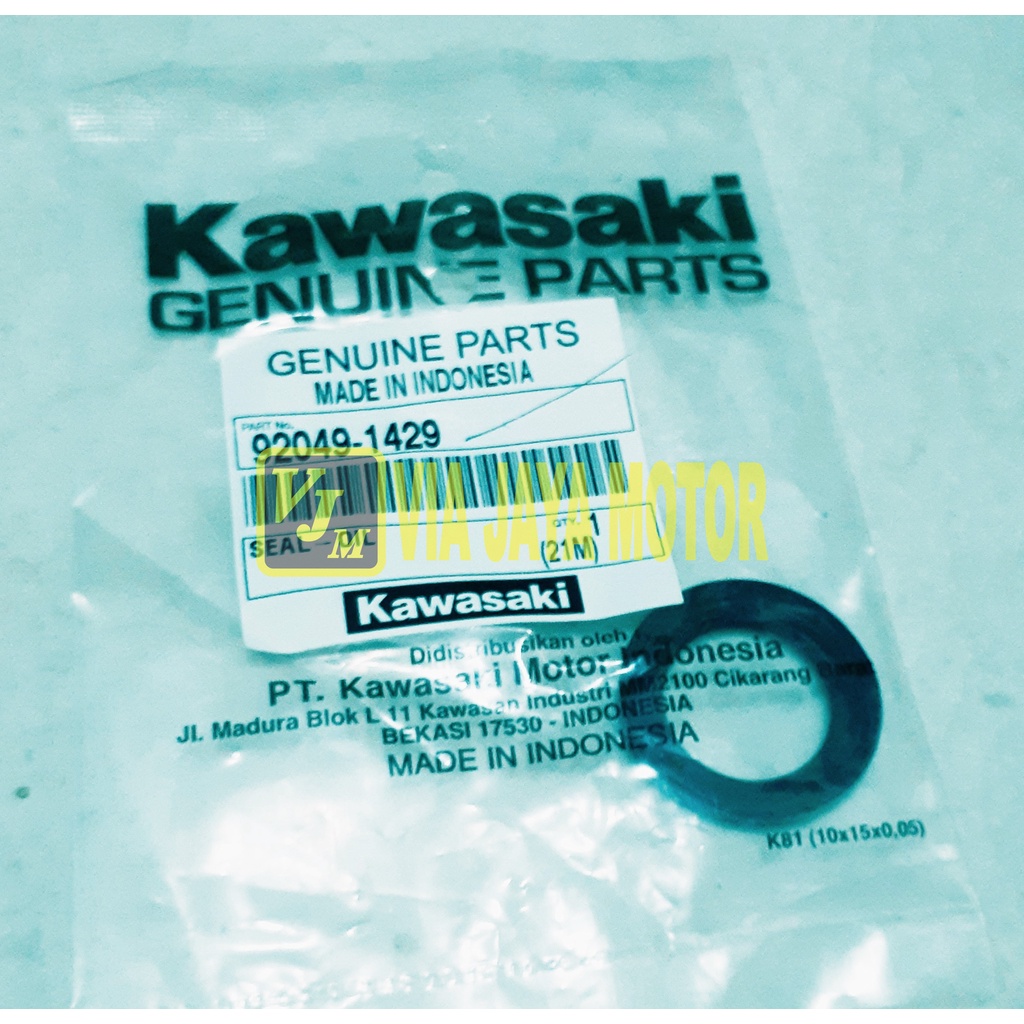 Kawasaki
GENUINE PARTS
GENUINE PARTS
MADE IN INDONESIA
PART No.
92049-1429
VJM VIA JAYA MOTOR
SEAL - OIL
QTY. 1
(21M)
Kawasaki
Didistribusikan oleh
PT. Kawasaki Motor Indonesia
Jl. Madura Blok L 11 Kawasan Industri MM2100 Cikarang Barat
BEKASI 17530 - INDONESIA
MADE IN INDONESIA
K81 (10x15x0,05)